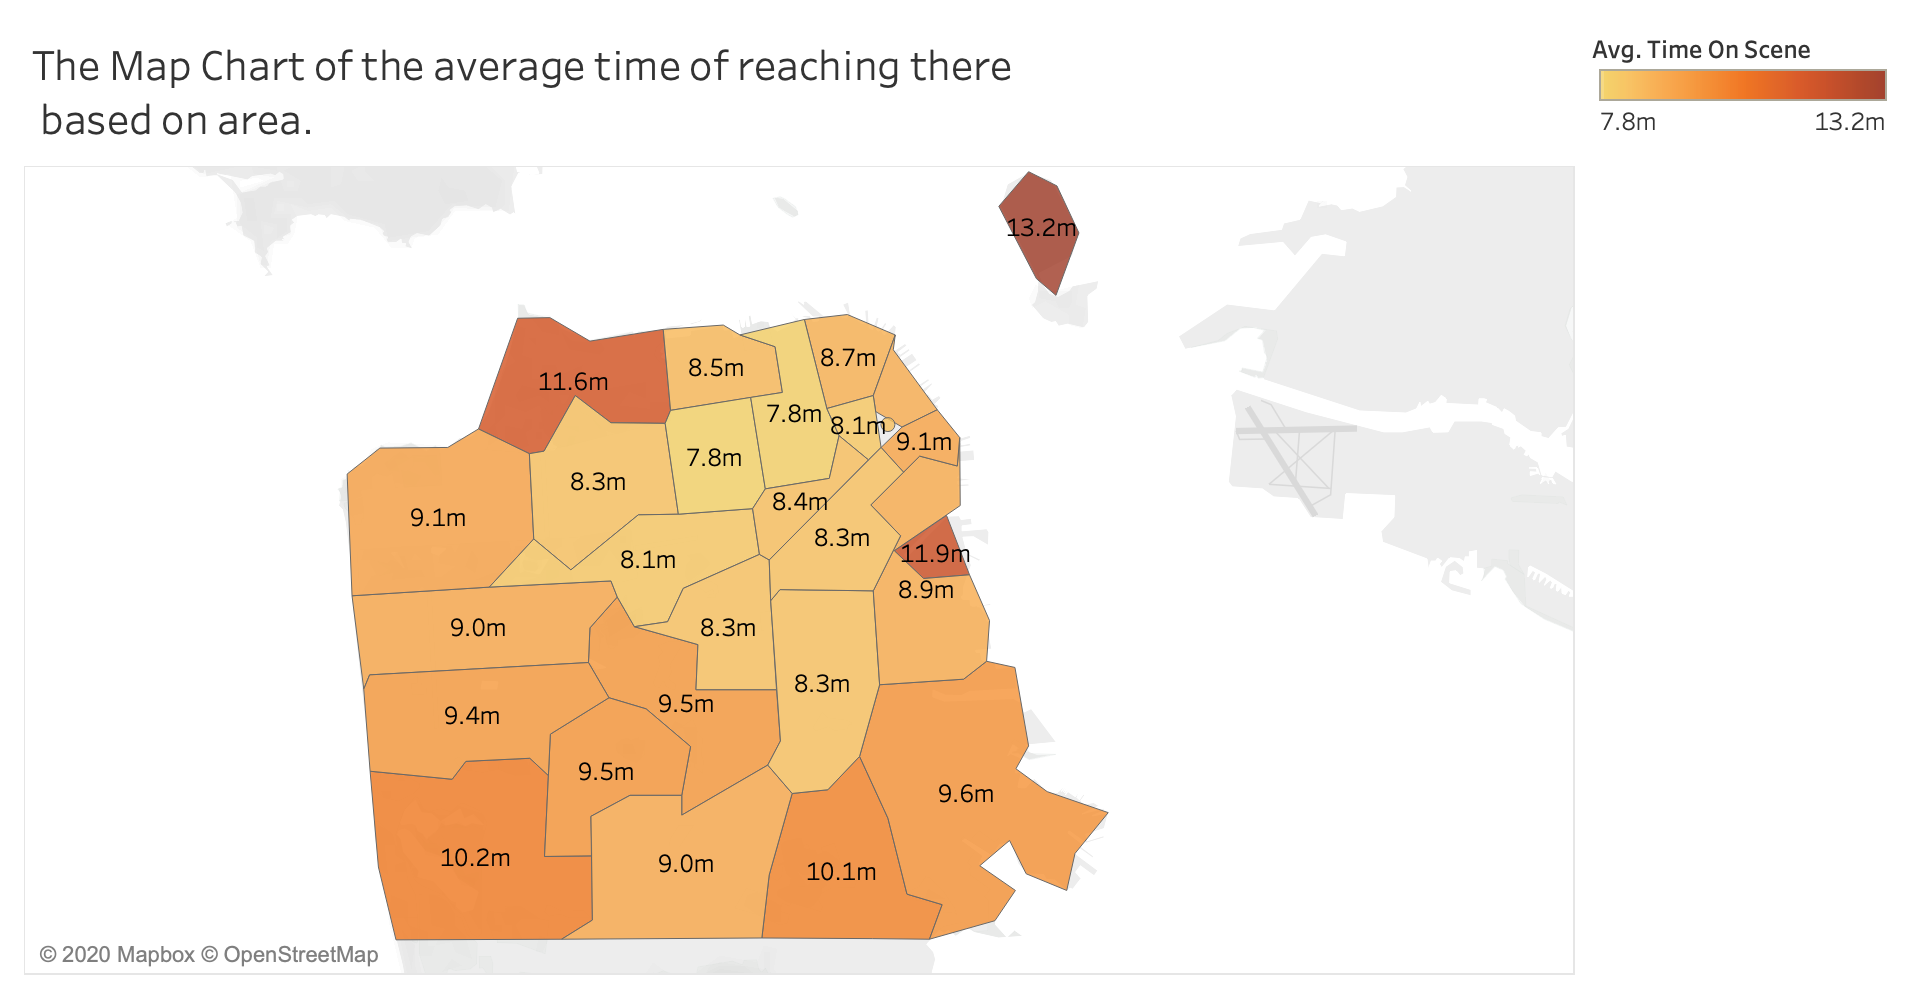 The Map Chart of the average time of reaching there
based on area.
Avg. Time On Scene
7.8m 13.2m
13.2m
8.7m
8.5m
11.6m
7.8m
8.1m
9.1m
7.8m
8.3m
8.4m
9.1m
8.3m
11.9m
8.1m
8.9m
9.0m
8.3m
8.3m
9.5m
9.4m
9.5m
9.6m
10.2m
9.0m
10.1m
© 2020 Mapbox © OpenStreetMap